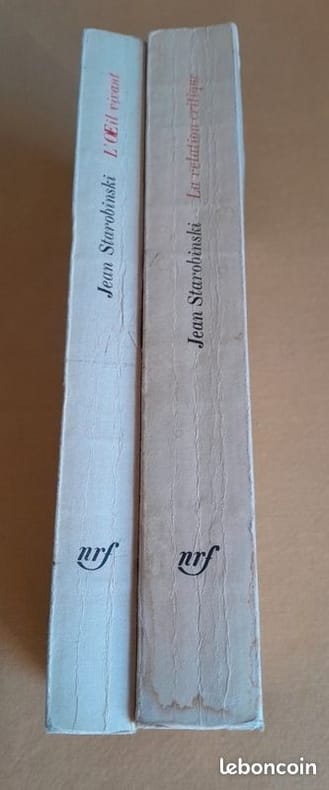 Jean Starobinski L'Œil vivant
nrf
Jean Starobinski La relation critique
nrf
leboncoin